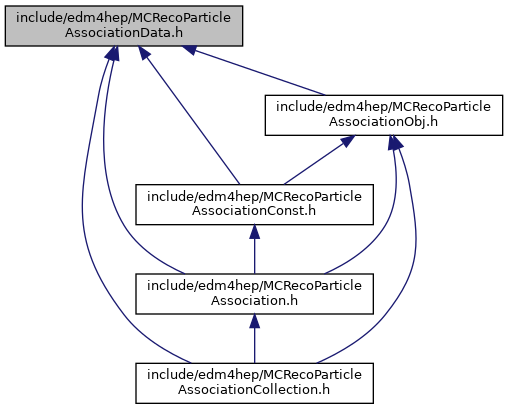 include/edm4hep/MCRecoParticle
AssociationData.h
include/edm4hep/MCRecoParticle
AssociationObj.h
include/edm4hep/MCRecoParticle
AssociationConst.h
include/edm4hep/MCRecoParticle
Association.h
include/edm4hep/MCRecoParticle
AssociationCollection.h